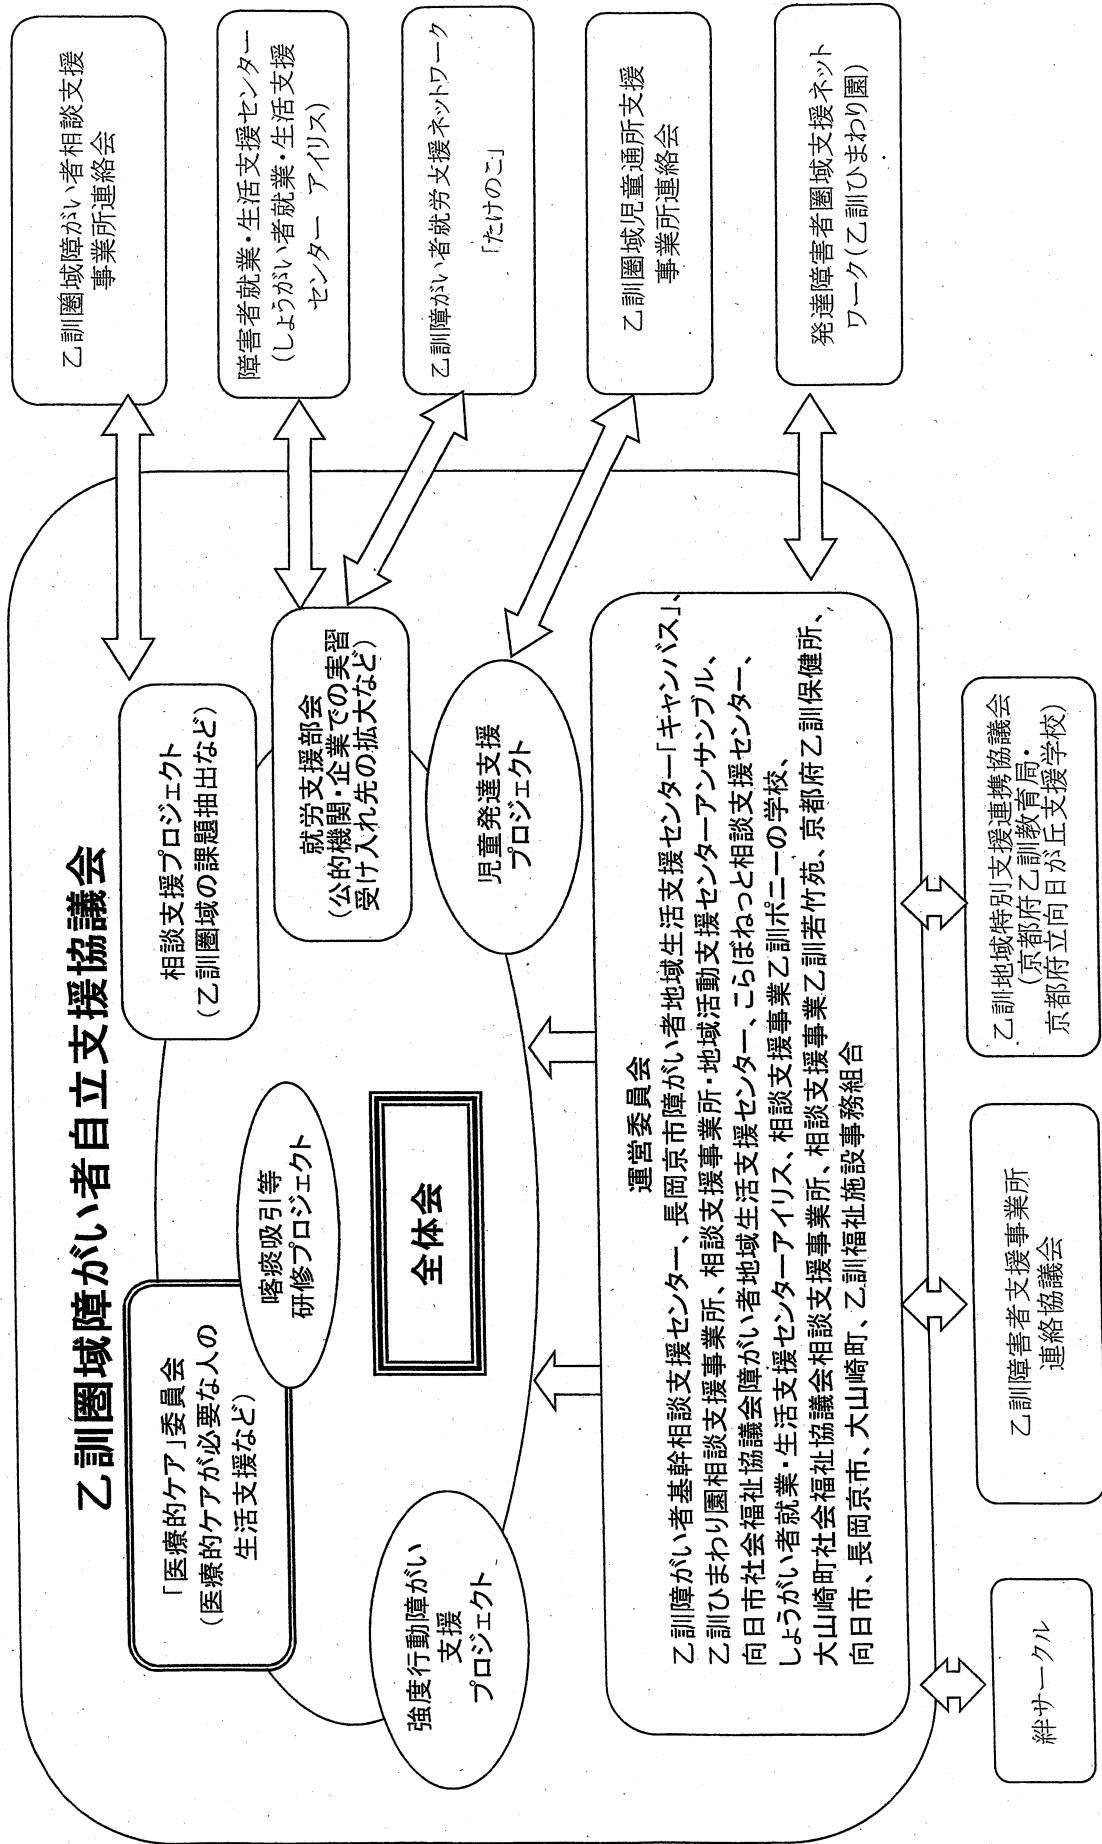 乙訓圏域障がい者自立支援協議会
「医療的ケア」委員会
(医療的ケアが必要な人の
生活支援など)
喀痰吸引等
研修プロジェクト
相談支援プロジェクト
(乙訓圏域の課題抽出など)
就労支援部会
(公的機関・企業での実習
受け入れ先の拡大など)
強度行動障がい
支援
プロジェクト
全体会
児童発達支援
プロジェクト
運営委員会
乙訓障がい者基幹相談支援センター、長岡京市障がい者地域生活支援センター「キャンバス」、
乙訓ひまわり園相談支援事業所、相談支援事業所・地域活動支援センターアンサンブル、
向日市社会福祉協議会障がい者地域生活支援センター、こらぼねっと相談支援センター、
しょうがい者就業・生活支援センターアイリス、相談支援事業乙訓ポニーの学校、
大山崎町社会福祉協議会相談支援事業所、相談支援事業乙訓若竹苑、京都府乙訓保健所、
向日市、長岡京市、大山崎町、乙訓福祉施設事務組合
乙訓圏域障がい者相談支援
事業所連絡会
障害者就業・生活支援センター
(しょうがい者就業・生活支援
センター アイリス)
乙訓障がい者就労支援ネットワーク
「たけのこ」
乙訓圏域児童通所支援
事業所連絡会
発達障害者圏域支援ネット
ワーク(乙訓ひまわり園)
絆サークル
乙訓障害者支援事業所
連絡協議会
乙訓地域特別支援連携協議会
(京都府乙訓教育局・
京都府立向日が丘支援学校)